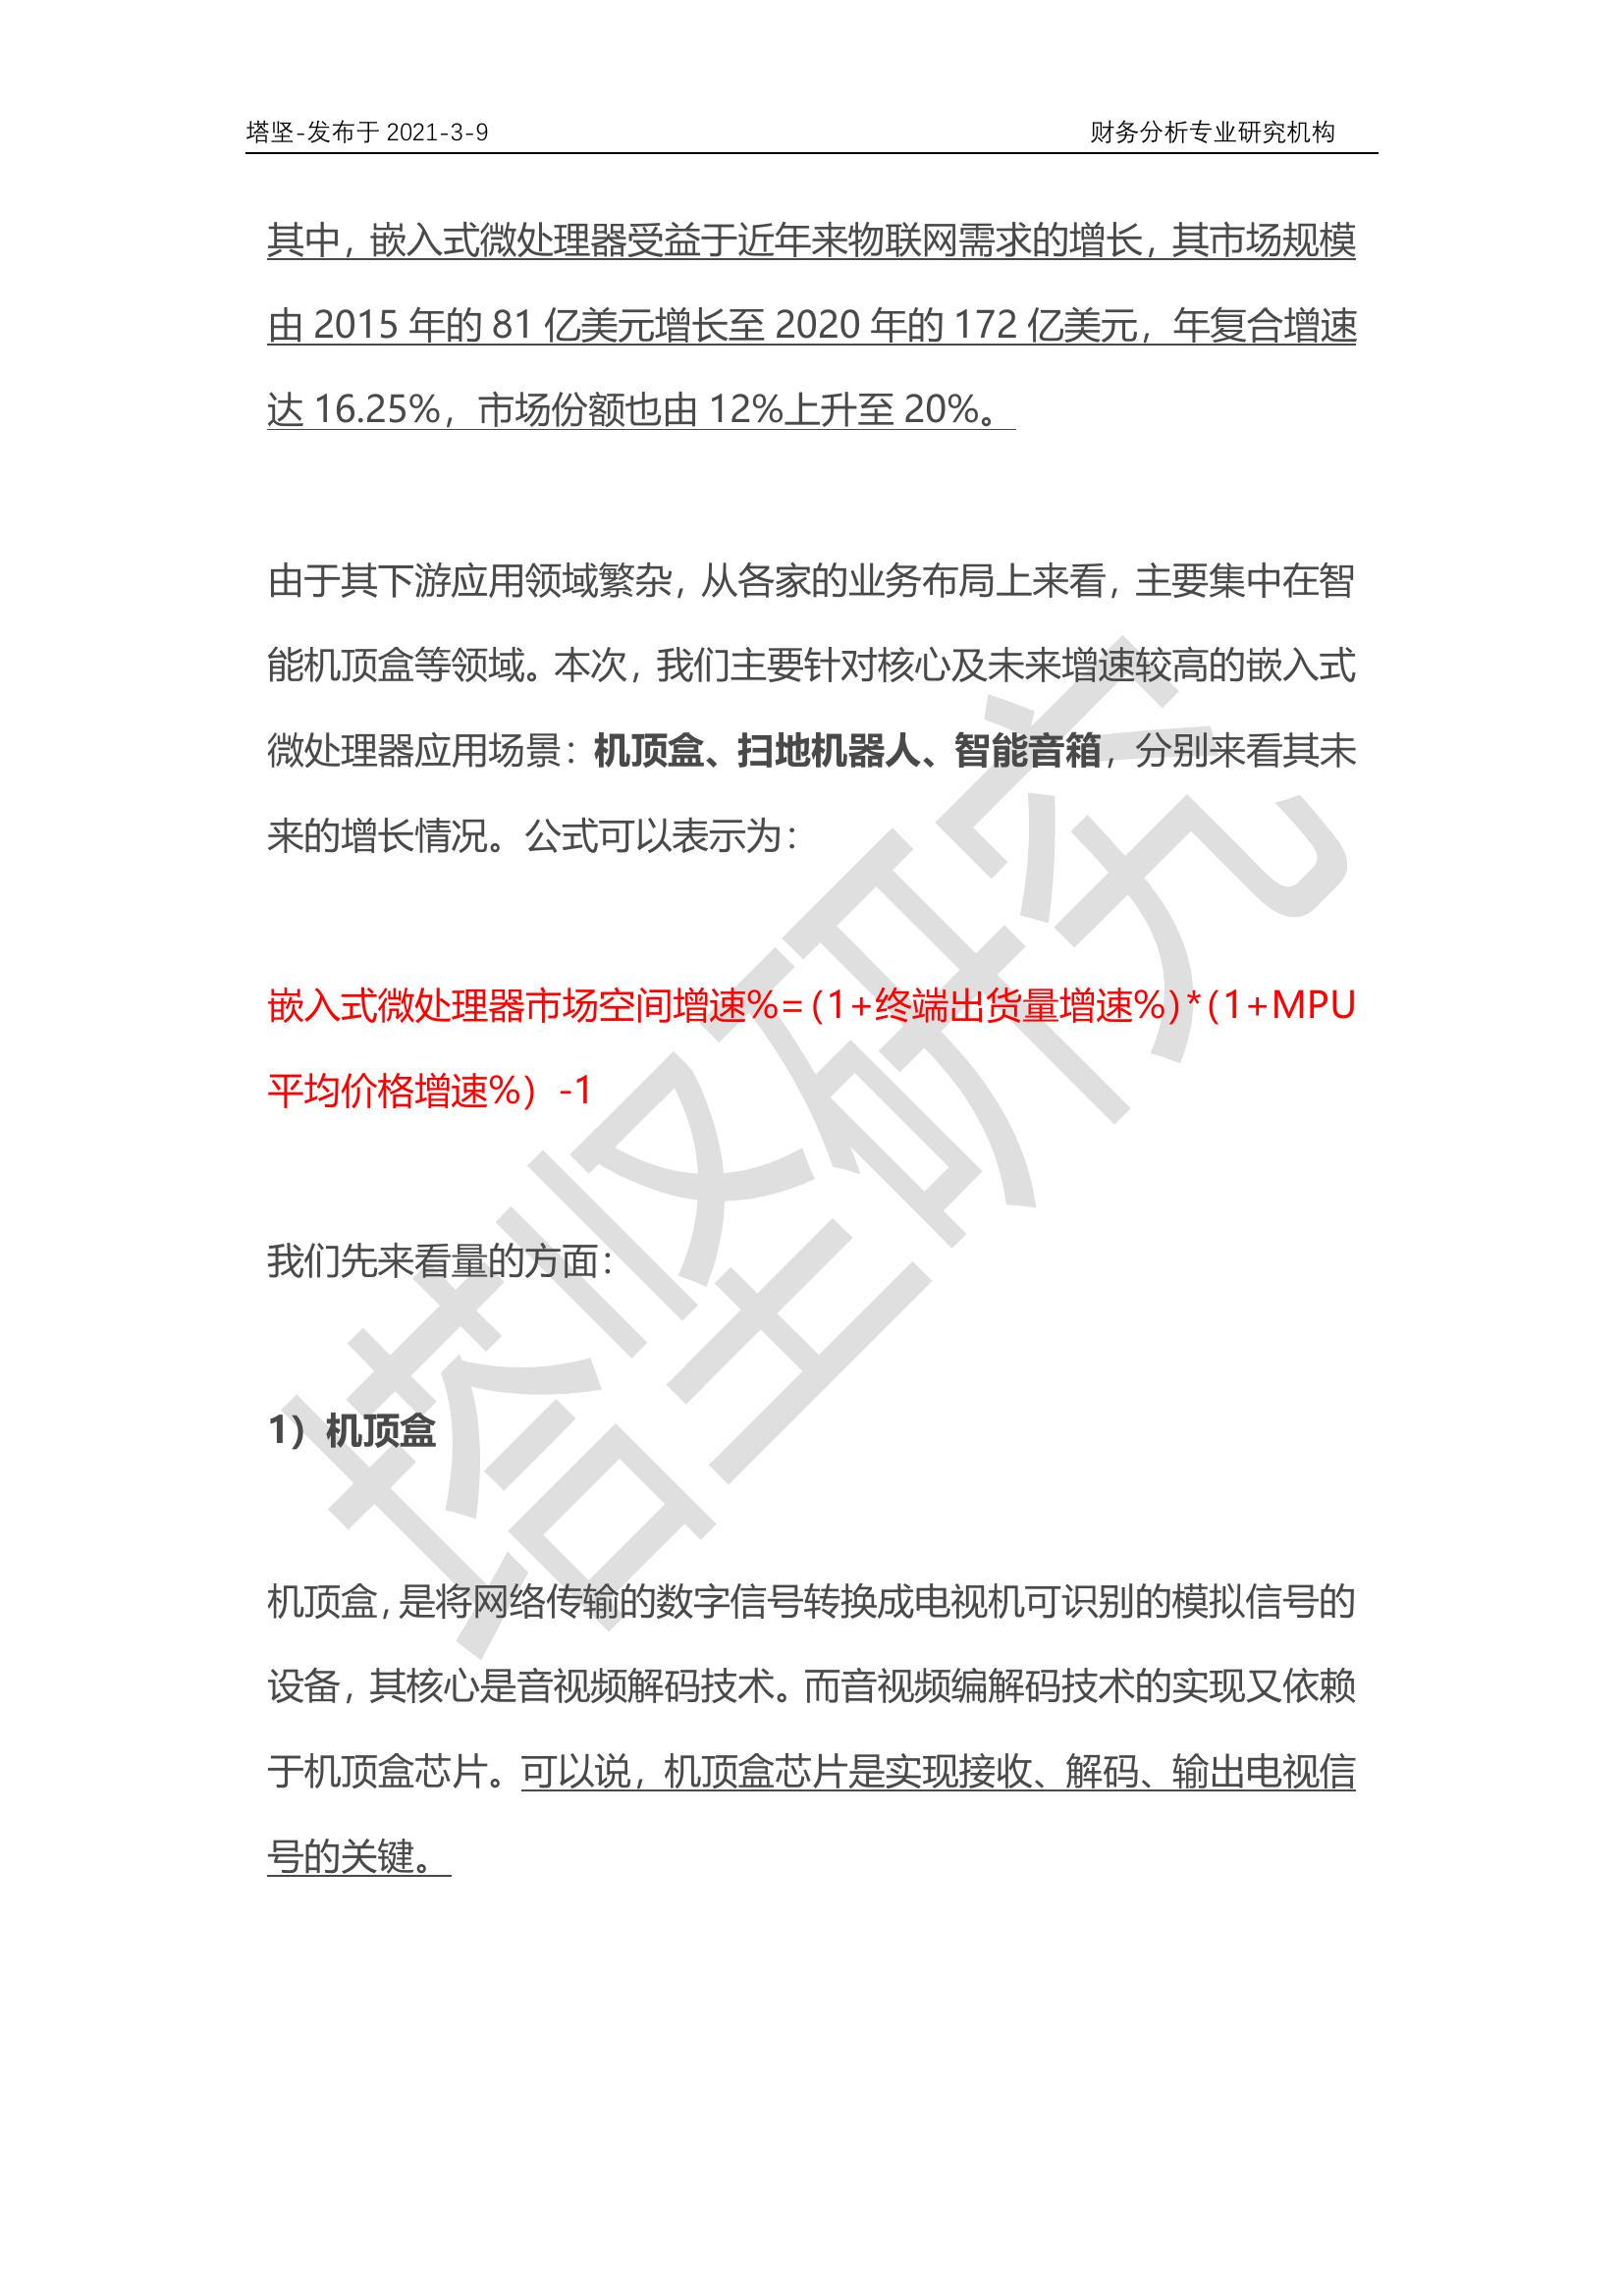 塔坚-发布于 2021-3-9 财务分析专业研究机构
其中，嵌入式微处理器受益于近年来物联网需求的增长，其市场规模
由 2015 年的 81 亿美元增长至 2020 年的 172 亿美元，年复合增速
达 16.25%，市场份额也由 12%上升至 20%。
由于其下游应用领域繁杂，从各家的业务布局上来看，主要集中在智
能机顶盒等领域。本次，我们主要针对核心及未来增速较高的嵌入式
微处理器应用场景：机顶盒、扫地机器人、智能音箱，分别来看其未
来的增长情况。公式可以表示为：
嵌入式微处理器市场空间增速%=(1+终端出货量增速%)*(1+MPU
平均价格增速%）-1
我们先来看量的方面：
1）机顶盒
机顶盒，是将网络传输的数字信号转换成电视机可识别的模拟信号的
设备，其核心是音视频解码技术。而音视频编解码技术的实现又依赖
于机顶盒芯片。可以说，机顶盒芯片是实现接收、解码、输出电视信
号的关键。
塔坚研究